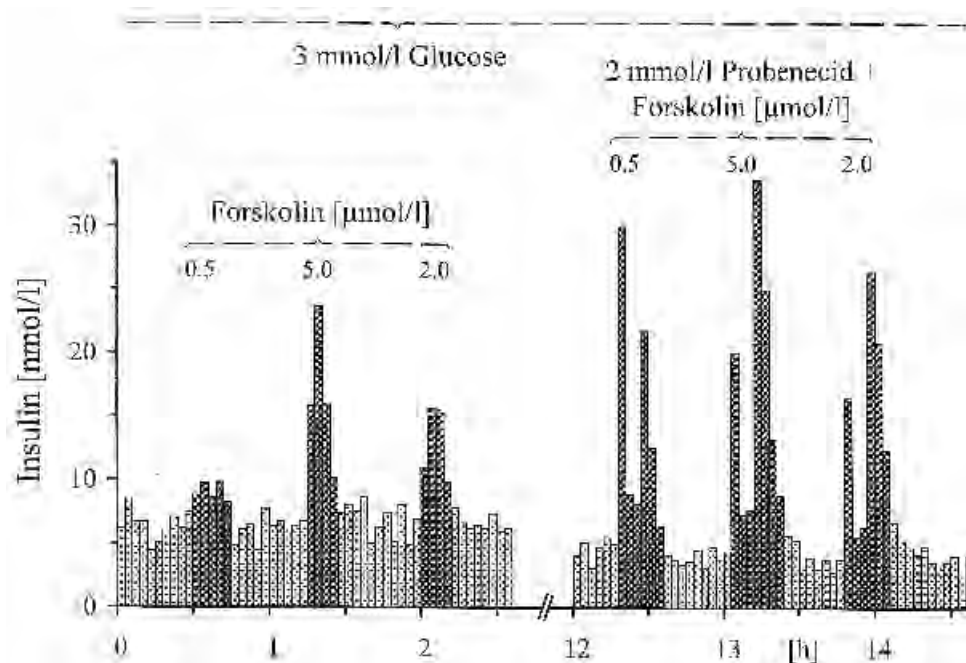 3 mmol/l Glucose
2 mmol/l Probenecid
Forskolin [µmol/l]
0.5 5.0 2.0
Forskolin [µmol/l]
0.5 5.0 2.0
Insulin [nmol/l]
30
20
10
0
0 1 2 12 13 [h] 14